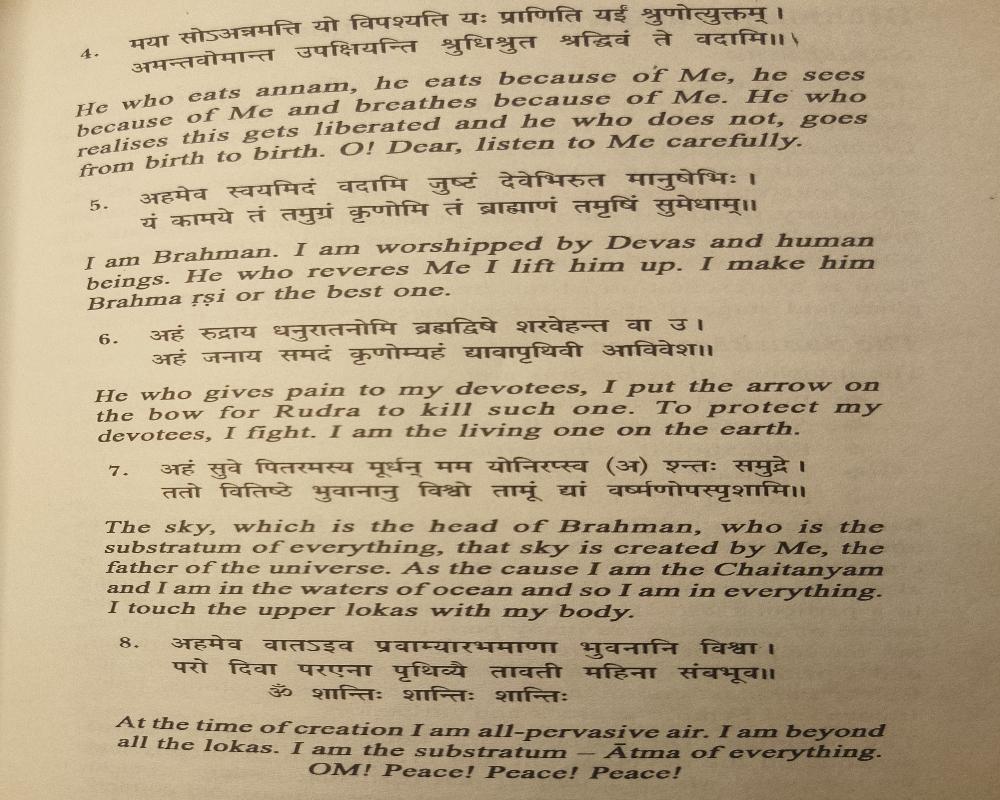 4. मया सोऽअन्नमत्ति यो विपश्यति यः प्राणिति यईं श्रुणोत्युक्तम् ।
अमन्तवोमान्त उपक्षियन्ति श्रुधिश्रुत श्रद्धिवं ते वदामि॥
He who eats annam, he eats because of Me, he sees
because of Me and breathes because of Me. He who
realises this gets liberated and he who does not, goes
from birth to birth. O! Dear, listen to Me carefully.
5. अहमेव स्वयमिदं वदामि जुष्टं देवेभिरुत मानुषेभिः ।
यं कामये तं तमुग्रं कृणोमि तं ब्राह्माणं तमृषिं सुमेधाम्॥
I am Brahman. I am worshipped by Devas and human
beings. He who reveres Me I lift him up. I make him
Brahma ṛṣi or the best one.
6. अहं रुद्राय धनुरातनोमि ब्रह्मद्विषे शरवेहन्त वा उ ।
अहं जनाय समदं कृणोम्यहं द्यावापृथिवी आविवेश॥
He who gives pain to my devotees, I put the arrow on
the bow for Rudra to kill such one. To protect my
devotees, I fight. I am the living one on the earth.
7. अहं सुवे पितरमस्य मूर्धन् मम योनिरप्स्व (अ) श्न्तः समुद्रे ।
ततो वितिष्ठे भुवानानु विश्वो तामूं द्यां वर्ष्मणोपस्पृशामि॥
The sky, which is the head of Brahman, who is the
substratum of everything, that sky is created by Me, the
father of the universe. As the cause I am the Chaitanyam
and I am in the waters of ocean and so I am in everything.
I touch the upper lokas with my body.
8. अहमेव वातऽइव प्रवाम्यारभमाणा भुवनानि विश्वा ।
परो दिवा परएना पृथिव्यै तावती महिना संबभूव॥
ॐ शान्तिः शान्तिः शान्तिः
At the time of creation I am all-pervasive air. I am beyond
all the lokas. I am the substratum – Ātma of everything.
OM! Peace! Peace! Peace!